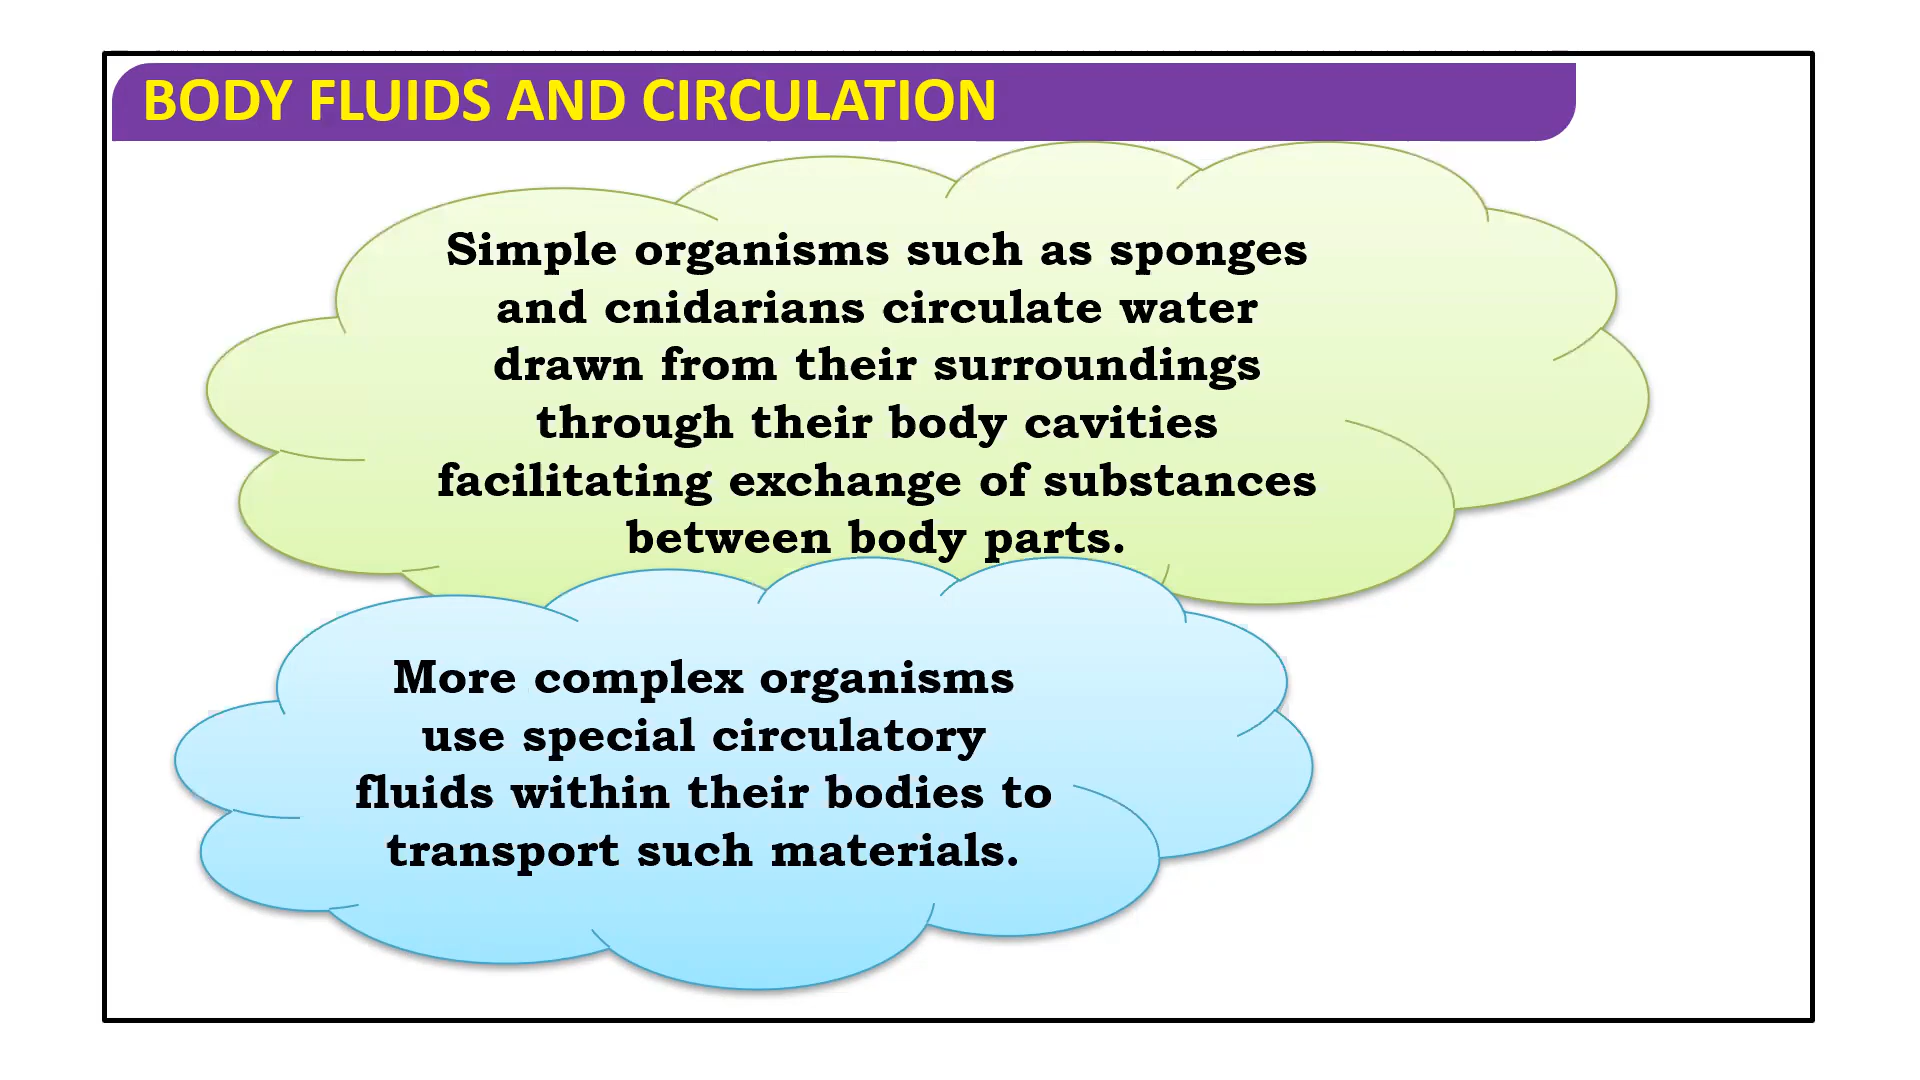 BODY FLUIDS AND CIRCULATION
Simple organisms such as sponges
and cnidarians circulate water
drawn from their surroundings
through their body cavities
facilitating exchange of substances
between body parts.
More complex organisms
use special circulatory
fluids within their bodies to
transport such materials.